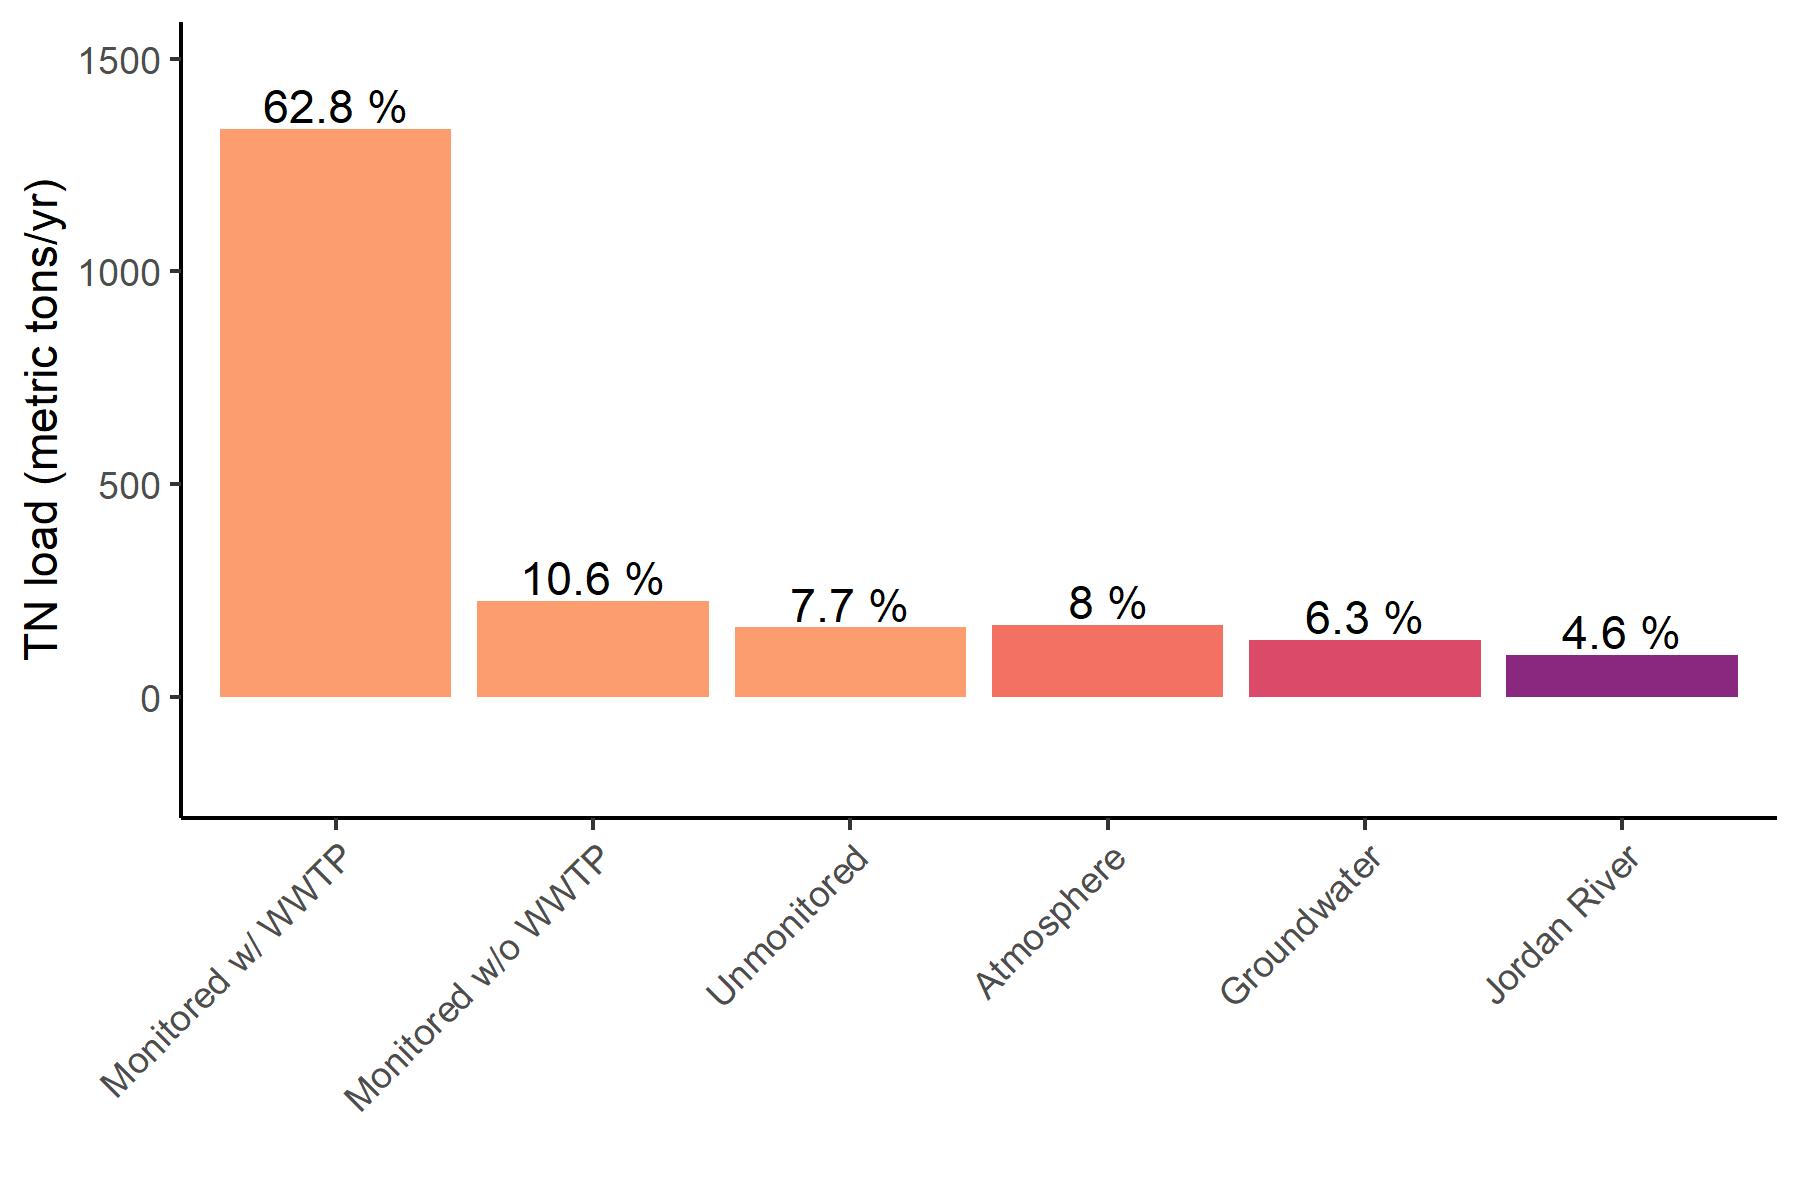 TN load (metric tons/yr)
1500
1000
500
0
62.8 %
10.6 %
7.7 %
8 %
6.3 %
4.6 %
Monitored w/ WWTP
Monitored w/o WWTP
Unmonitored
Atmosphere
Groundwater
Jordan River